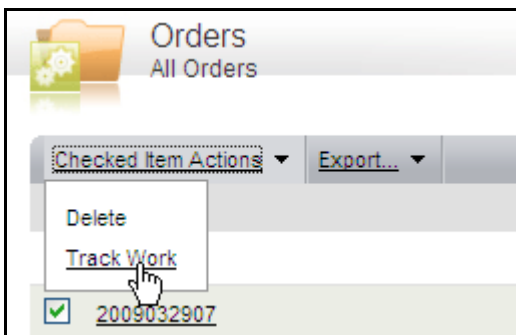 Orders
All Orders
Checked Item Actions Export...
Delete
Track Work
2009032907